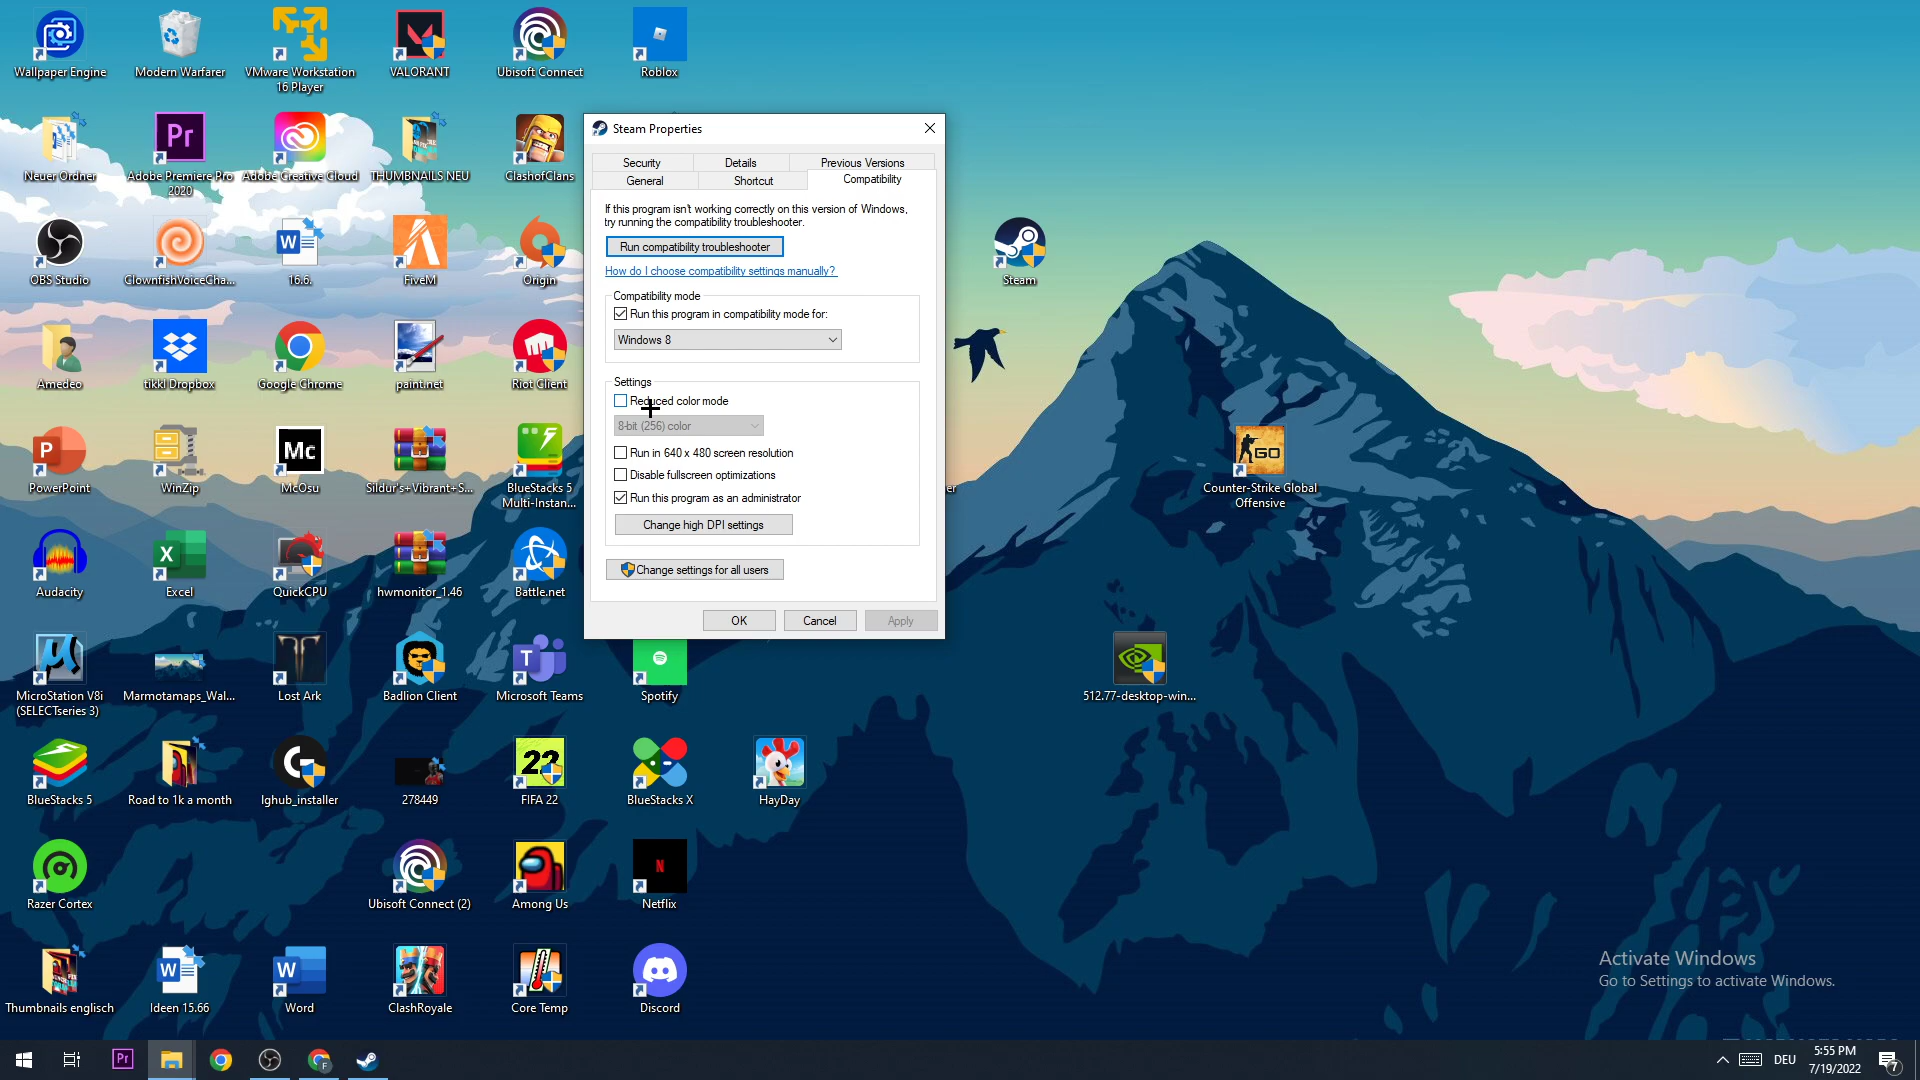 Wallpaper Engine
Modern Warfarer
VMware Workstation
16 Player
VALORANT
Ubisoft Connect
Roblox
Neuer Ordner
Pr
Adobe Premiere Pro
2020
Adobe Creative Cloud
THUMBNAILS NEU
ClashofClans
OBS Studio
ClownfishVoiceCha...
W
16.6.
FiveM
Origin
Steam
Amedeo
tikkl Dropbox
Google Chrome
paint.net
Riot Client
P
PowerPoint
WinZip
Mc
McOsu
Sildur's+Vibrant+S...
BlueStacks 5
Multi-Instan...
GO
Counter-Strike Global
Offensive
Audacity
X
Excel
QuickCPU
hwmonitor_1.46
Battle.net
MicroStation V8i
(SELECTseries 3)
Marmotamaps_Wal...
Lost Ark
Badlion Client
T
Microsoft Teams
Spotify
512.77-desktop-win...
BlueStacks 5
Road to 1k a month
lghub_installer
278449
22
FIFA 22
BlueStacks X
HayDay
Razer Cortex
Ubisoft Connect (2)
Among Us
N
Netflix
Thumbnails englisch
W
Ideen 15.66
W
Word
ClashRoyale
Core Temp
Discord
Steam Properties
Security
Details
Previous Versions
General
Shortcut
Compatibility
If this program isn't working correctly on this version of Windows,
try running the compatibility troubleshooter.
Run compatibility troubleshooter
How do I choose compatibility settings manually?
Compatibility mode
Run this program in compatibility mode for:
Windows 8
Settings
Reduced color mode
8-bit (256) color
Run in 640 x 480 screen resolution
Disable fullscreen optimizations
Run this program as an administrator
Change high DPI settings
Change settings for all users
OK
Cancel
Apply
Activate Windows
Go to Settings to activate Windows.
Pr
F
DEU
5:55 PM
7/19/2022
7